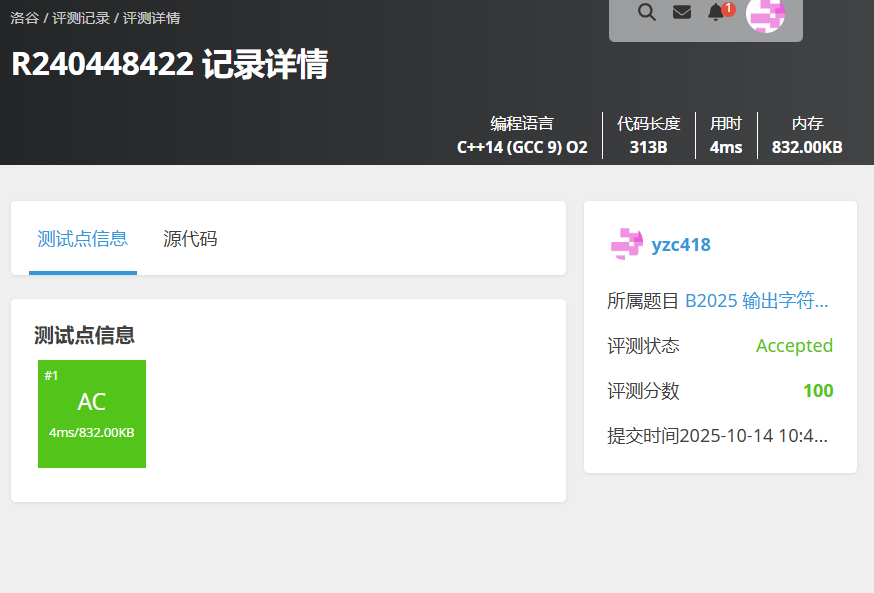 洛谷 / 评测记录 / 评测详情
1
R240448422 记录详情
编程语言 代码长度 用时 内存
C++14 (GCC 9) O2 313B 4ms 832.00KB
测试点信息 源代码
yzc418
所属题目 B2025 输出字符...
评测状态 Accepted
评测分数 100
提交时间2025-10-14 10:4...
测试点信息
#1
AC
4ms/832.00KB